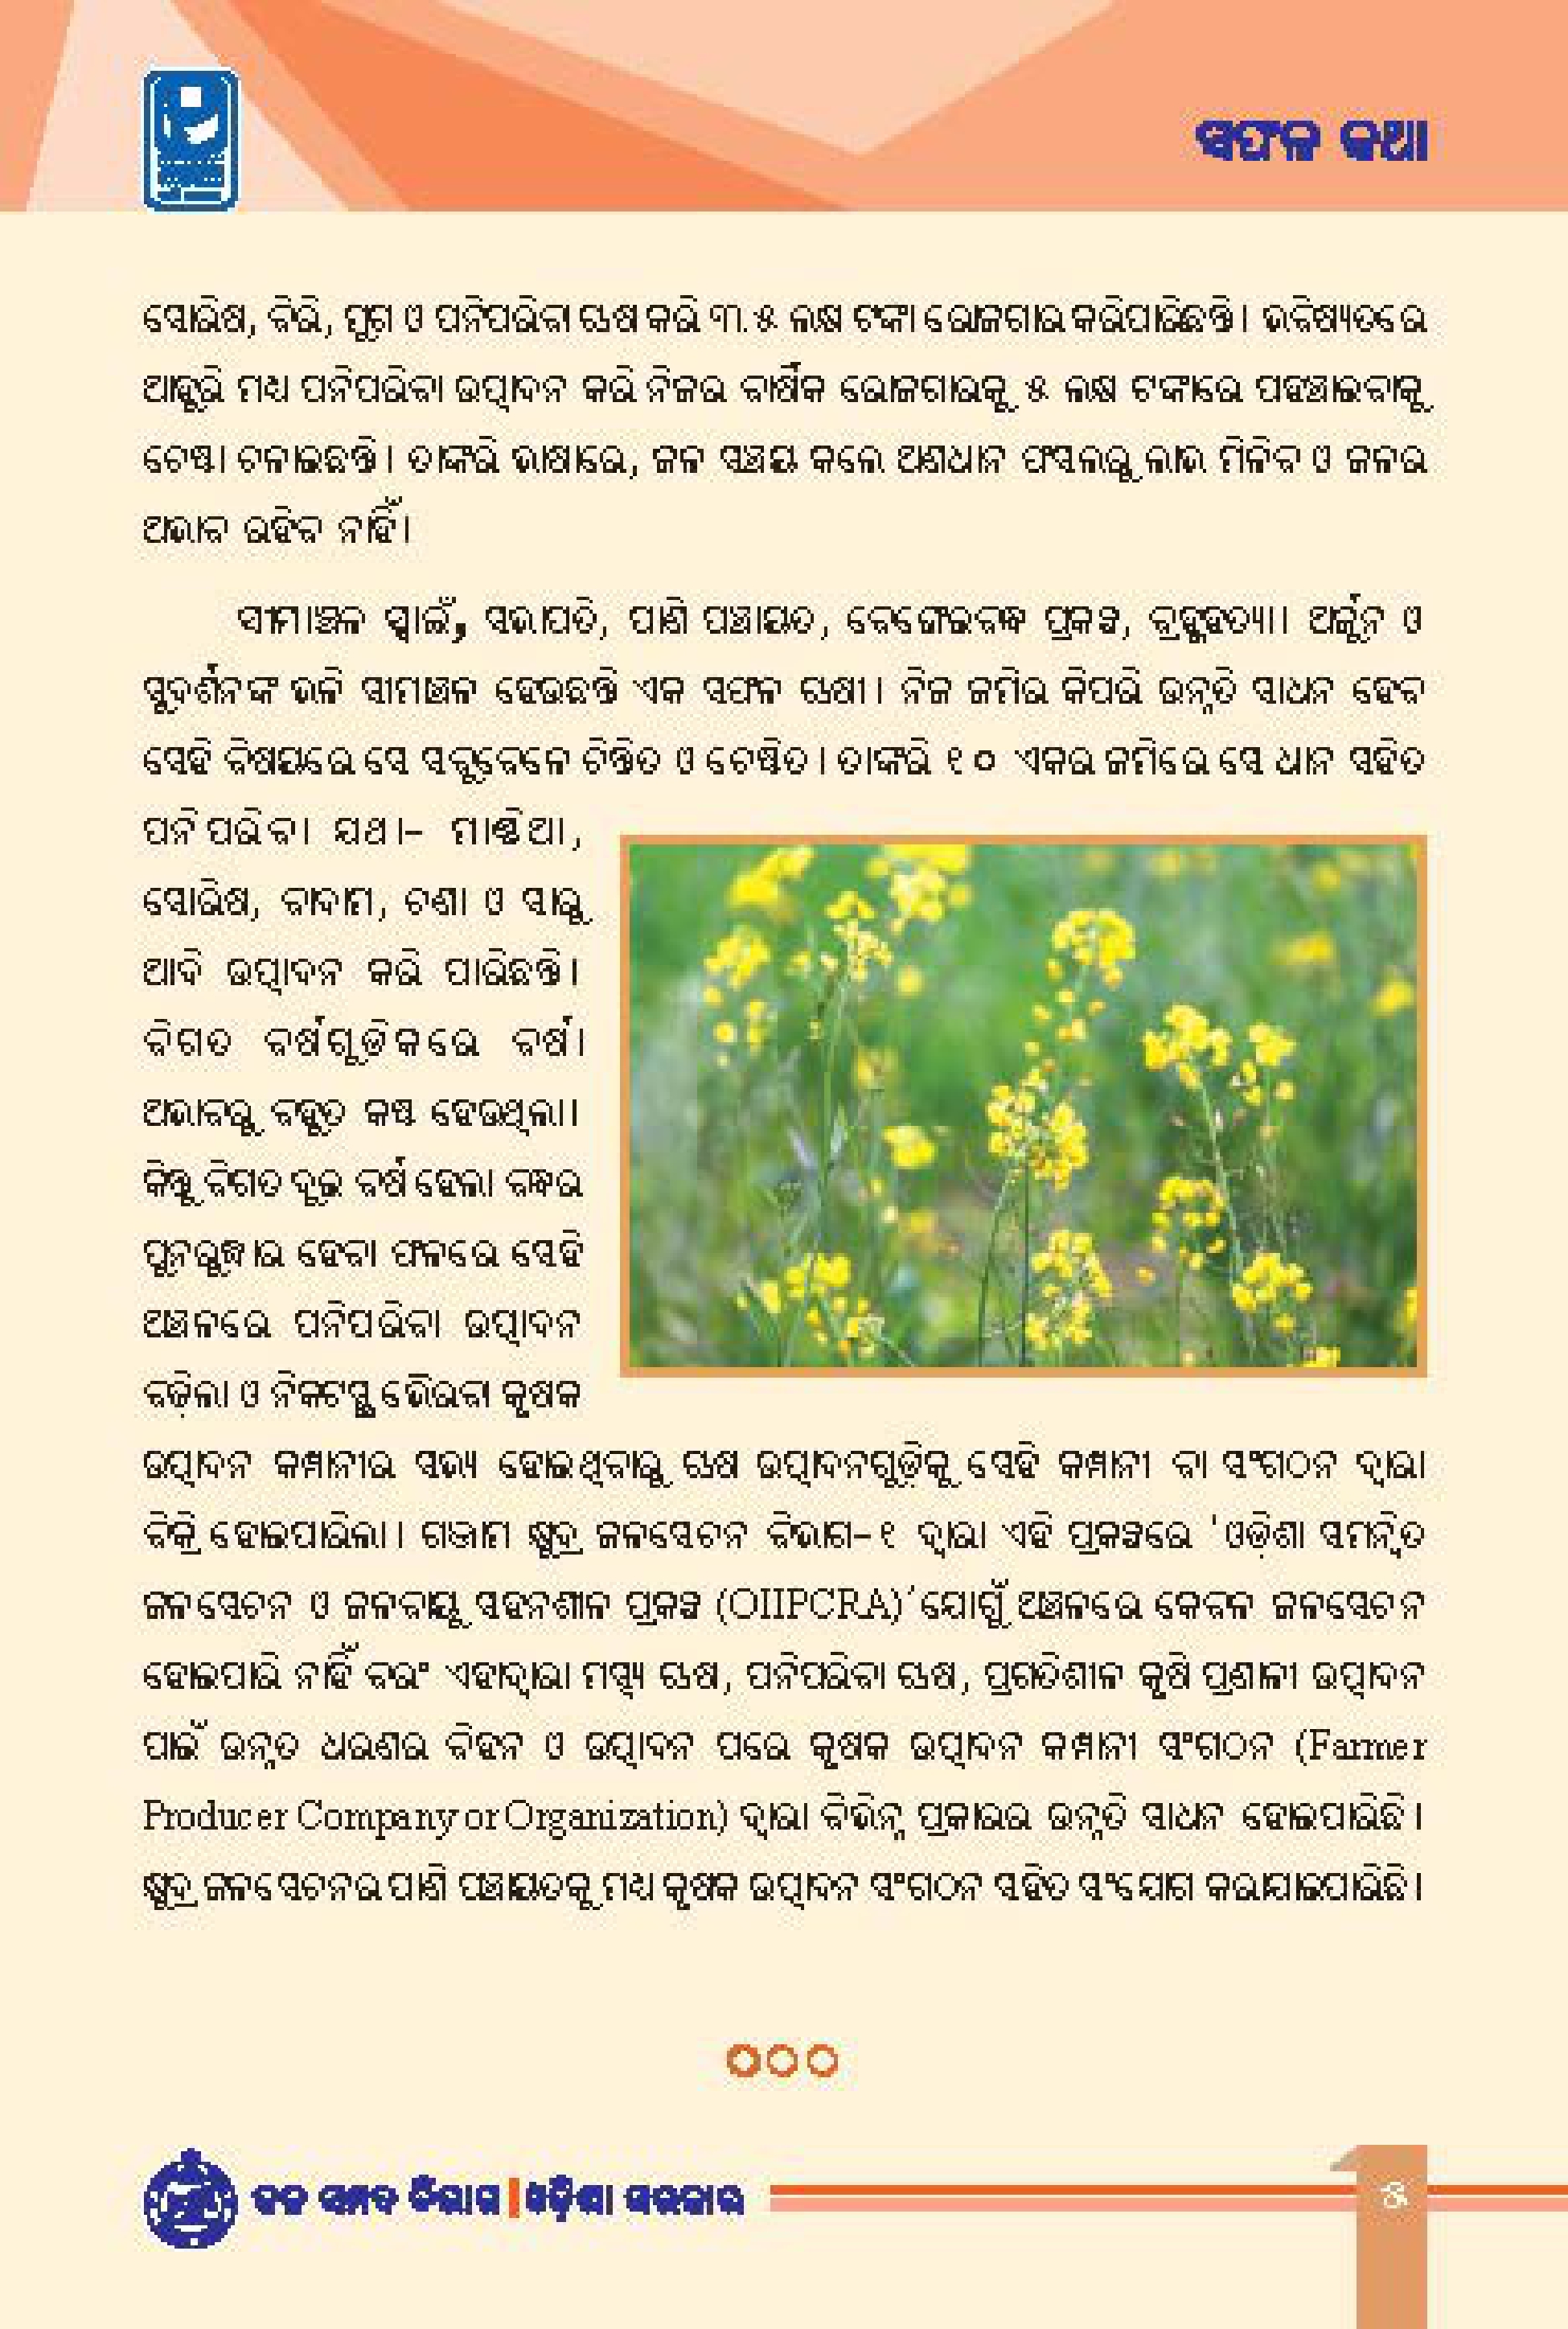 ସଫଳ କଥା
ସୋରିଷ, ବିରି, ମୁଗ ଓ ପନିପରିବା ଚାଷ କରି ୩.୫ ଲକ୍ଷ ଟଙ୍କା ରୋଜଗାର କରିପାରିଛନ୍ତି। ଭବିଷ୍ୟତରେ
ଆହୁରି ମଧ୍ୟ ପନିପରିବା ଉତ୍ପାଦନ କରି ନିଜର ବାର୍ଷିକ ରୋଜଗାରକୁ ୫ ଲକ୍ଷ ଟଙ୍କାରେ ପହଞ୍ଚାଇବାକୁ
ଚେଷ୍ଟା ଚଳାଇଛନ୍ତି। ତାଙ୍କରି ଭାଷାରେ, ଜଳ ସଞ୍ଚୟ କଲେ ଅଣଧାନ ଫସଲରୁ ଲାଭ ମିଳିବ ଓ ଜଳର
ଅଭାବ ରହିବ ନାହିଁ।
ସୀମାଞ୍ଚଳ ସ୍ୱାଇଁ, ସଭାପତି, ପାଣି ପଞ୍ଚାୟତ, ରେଙ୍ଗେଇବନ୍ଧ ପ୍ରକଳ୍ପ, ବ୍ରହ୍ମହତ୍ୟା। ଅର୍ଜୁନ ଓ
ସୁଦର୍ଶନଙ୍କ ଭଳି ସୀମାଞ୍ଚଳ ହେଉଛନ୍ତି ଏକ ସଫଳ ଚାଷୀ। ନିଜ ଜମିର କିପରି ଉନ୍ନତି ସାଧନ ହେବ
ସେହି ବିଷୟରେ ସେ ସବୁବେଳେ ଚିନ୍ତିତ ଓ ଚେଷ୍ଟିତ। ତାଙ୍କରି ୧୦ ଏକର ଜମିରେ ସେ ଧାନ ସହିତ
ପନିପରିବା ଯଥା- ମାଣ୍ଡିଆ,
ସୋରିଷ, ବାଦାମ, ଚଣା ଓ ସାରୁ
ଆଦି ଉତ୍ପାଦନ କରି ପାରିଛନ୍ତି।
ବିଗତ ବର୍ଷଗୁଡ଼ିକରେ ବର୍ଷା
ଅଭାବରୁ ବହୁତ କଷ୍ଟ ହେଉଥିଲା।
କିନ୍ତୁ ବିଗତ ଦୁଇ ବର୍ଷ ହେଲା ବନ୍ଧର
ପୁନରୁଦ୍ଧାର ହେବା ଫଳରେ ସେହି
ଅଞ୍ଚଳରେ ପନିପରିବା ଉତ୍ପାଦନ
ବଢ଼ିଲା ଓ ନିକଟସ୍ଥ ଭୈରବୀ କୃଷକ
ଉତ୍ପାଦନ କମ୍ପାନୀର ସଭ୍ୟ ହୋଇଥିବାରୁ ଚାଷ ଉତ୍ପାଦନଗୁଡ଼ିକୁ ସେହି କମ୍ପାନୀ ବା ସଂଗଠନ ଦ୍ୱାରା
ବିକ୍ରି ହୋଇପାରିଲା। ଗଞ୍ଜାମ କ୍ଷୁଦ୍ର ଜଳସେଚନ ବିଭାଗ-୧ ଦ୍ୱାରା ଏହି ପ୍ରକଳ୍ପରେ ‘ଓଡ଼ିଶା ସମନ୍ୱିତ
ଜଳସେଚନ ଓ ଜଳବାୟୁ ସହନଶୀଳ ପ୍ରକଳ୍ପ (OIIPCRA)’ ଯୋଗୁଁ ଅଞ୍ଚଳରେ କେବଳ ଜଳସେଚନ
ହୋଇପାରି ନାହିଁ ବରଂ ଏହାଦ୍ୱାରା ମତ୍ସ୍ୟ ଚାଷ, ପନିପରିବା ଚାଷ, ପ୍ରଗତିଶୀଳ କୃଷି ପ୍ରଣାଳୀ ଉତ୍ପାଦନ
ପାଇଁ ଉନ୍ନତ ଧରଣର ବିହନ ଓ ଉତ୍ପାଦନ ପରେ କୃଷକ ଉତ୍ପାଦନ କମ୍ପାନୀ ସଂଗଠନ (Farmer
Producer Company or Organization) ଦ୍ୱାରା ବିଭିନ୍ନ ପ୍ରକାରର ଉନ୍ନତି ସାଧନ ହୋଇପାରିଛି।
କ୍ଷୁଦ୍ର ଜଳସେଚନର ପାଣି ପଞ୍ଚାୟତକୁ ମଧ୍ୟ କୃଷକ ଉତ୍ପାଦନ ସଂଗଠନ ସହିତ ସଂଯୋଗ କରାଯାଇପାରିଛି।
ଜଳ ସମ୍ପଦ ବିଭାଗ | ଓଡ଼ିଶା ସରକାର